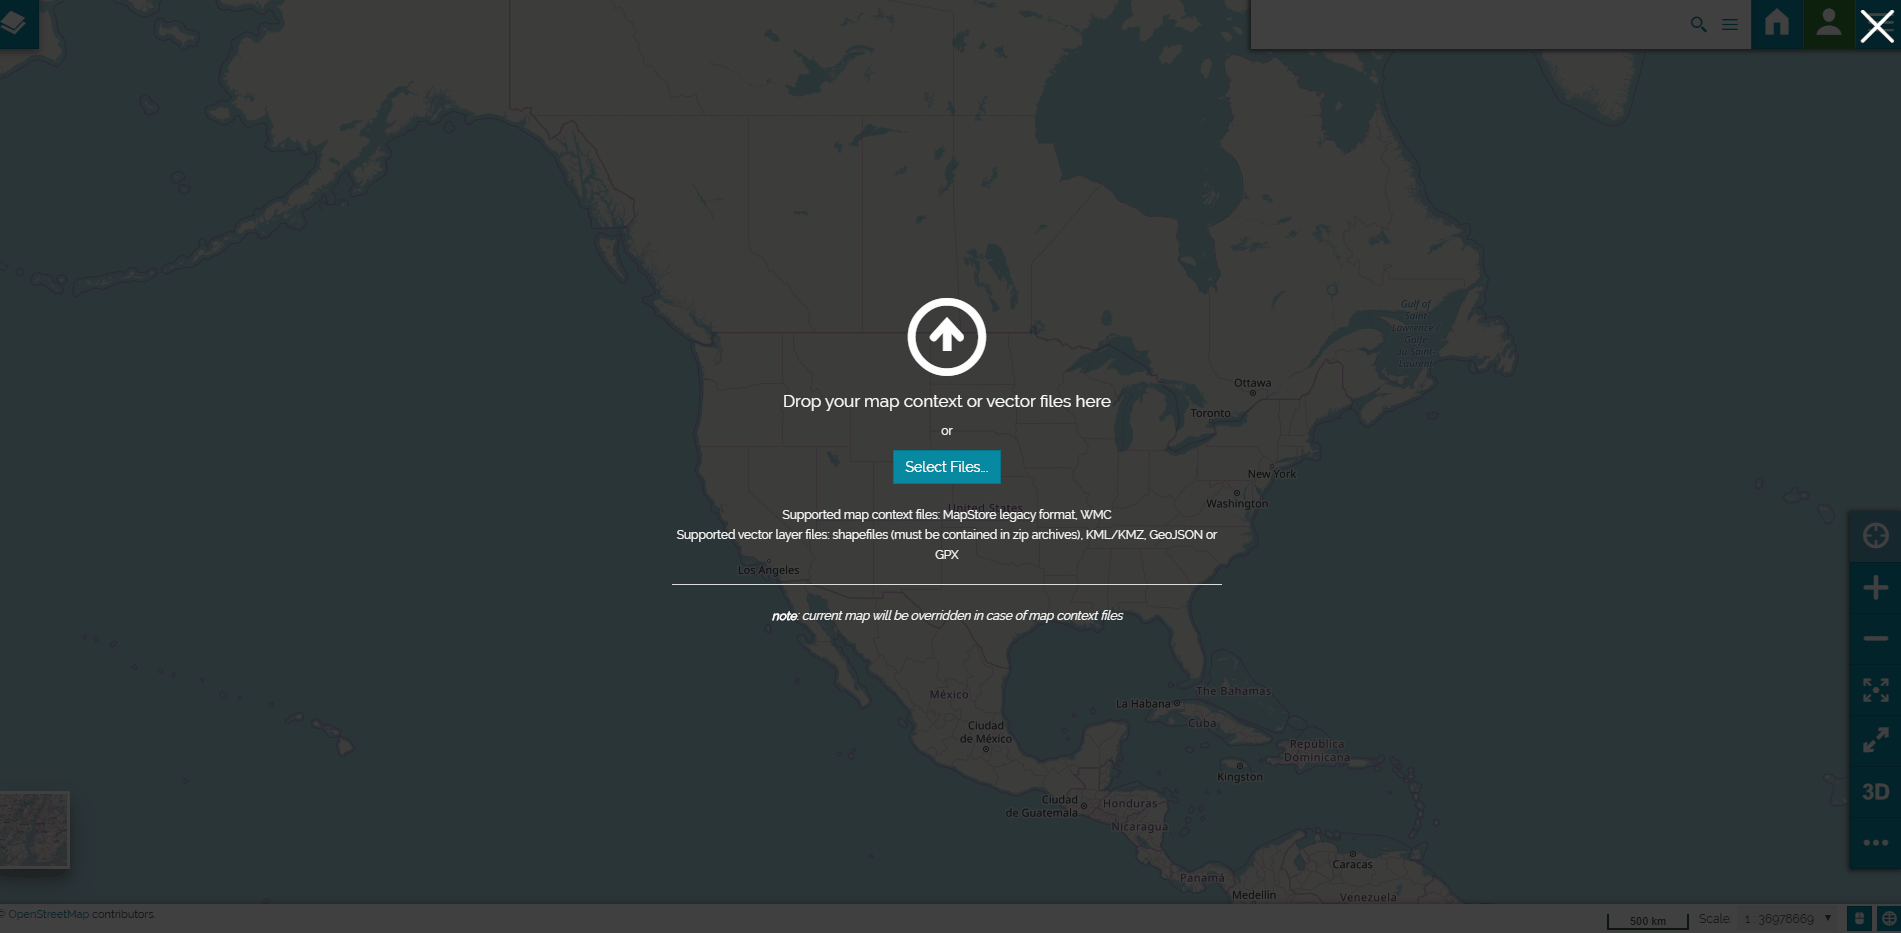 Gulf of
Saint
Lawrence /
Golfe
du Saint-
Laurent
Ottawa
Drop your map context or vector files here
Toronto
or
Select Files...
New York
Washington
United States
Supported map context files: MapStore legacy format, WMC
Supported vector layer files: shapefiles (must be contained in zip archives), KML/KMZ, GeoJSON or
GPX
Los Angeles
note: current map will be overridden in case of map context files
México
The Bahamas
La Habana
Cuba
Ciudad
de México
República
Dominicana
Kingston
3D
Ciudad
de Guatemala
Honduras
Nicaragua
Caracas
Panamá
Medellín
Venezuela
© OpenStreetMap contributors.
500 km
Scale: 1 : 36978669